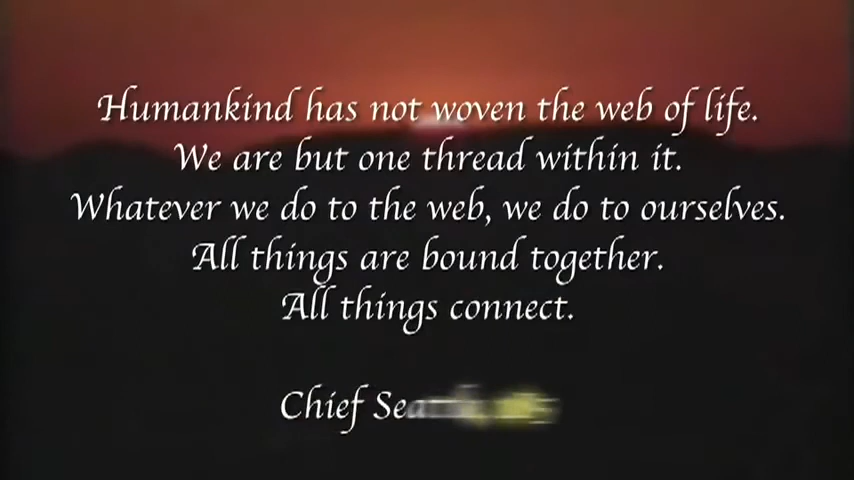 Humankind has not woven the web of life.
We are but one thread within it.
Whatever we do to the web, we do to ourselves.
All things are bound together.
All things connect.
Chief